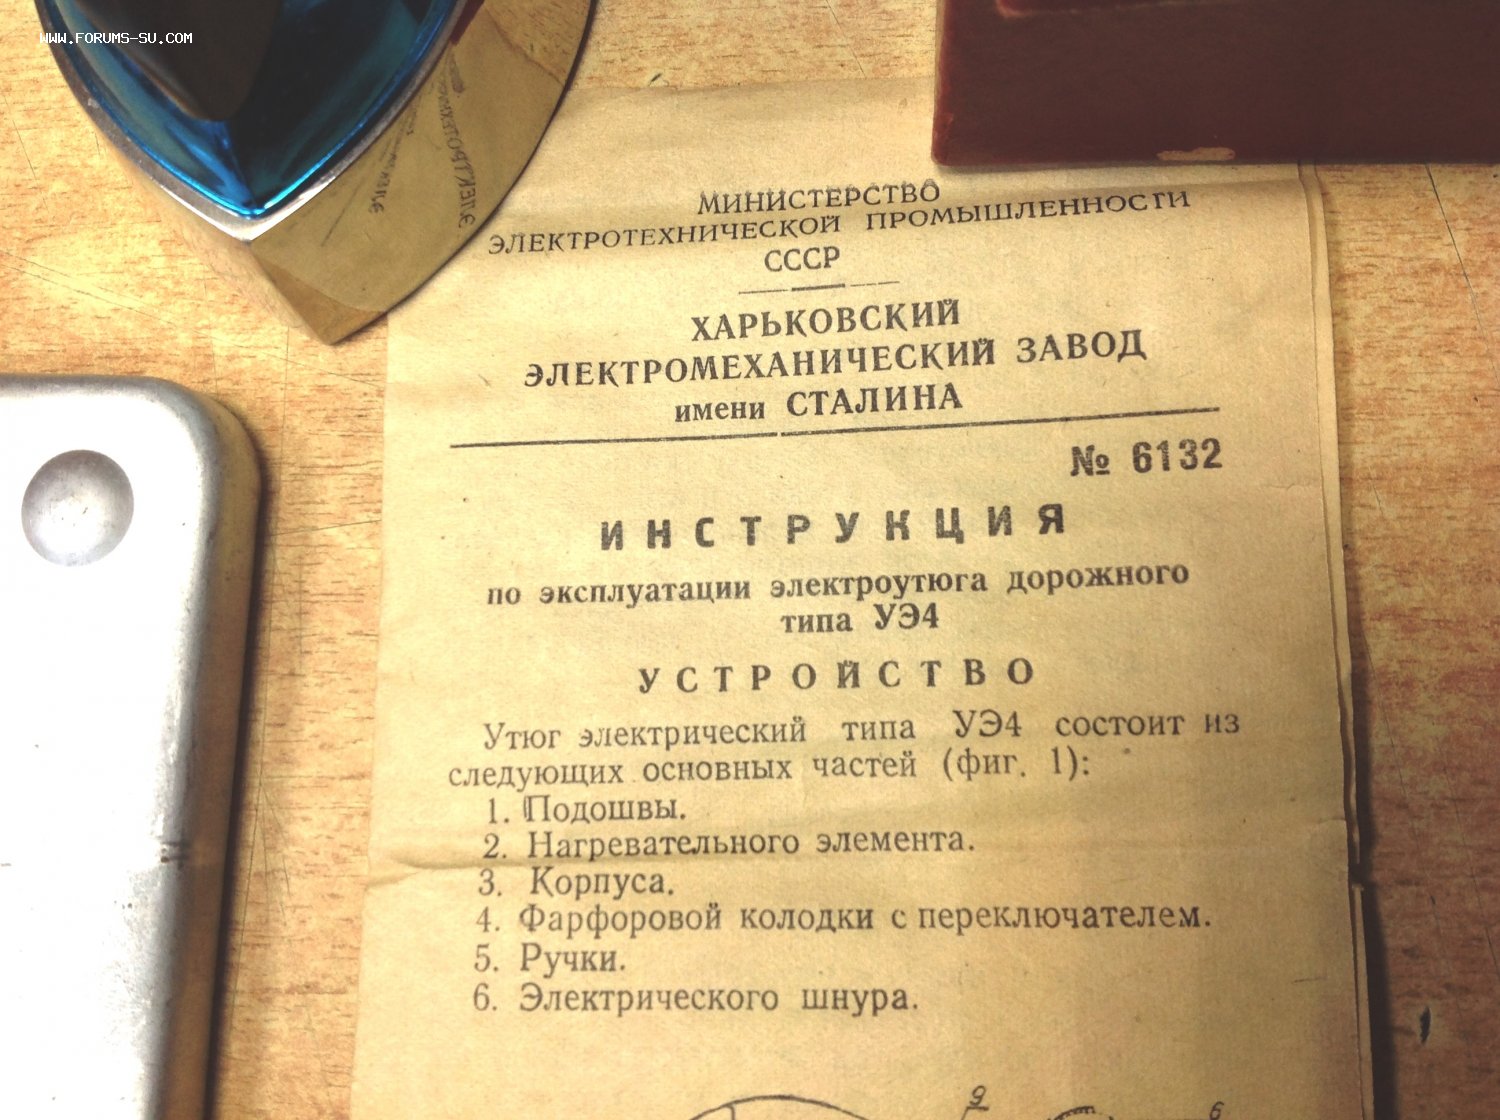 WWW.FORUMS-SU.COM
МИНИСТЕРСТВО
ЭЛЕКТРОТЕХНИЧЕСКОЙ ПРОМЫШЛЕННОСТИ
СССР
ХАРЬКОВСКИЙ
ЭЛЕКТРОМЕХАНИЧЕСКИЙ ЗАВОД
имени СТАЛИНА
№ 6132
ИНСТРУКЦИЯ
по эксплуатации электроутюга дорожного
типа УЭ4
УСТРОЙСТВО
Утюг электрический типа УЭ4 состоит из
следующих основных частей (фиг. 1):
1. Подошвы.
2. Нагревательного элемента.
3. Корпуса.
4. Фарфоровой колодки с переключателем.
5. Ручки.
6. Электрического шнура.
9
6